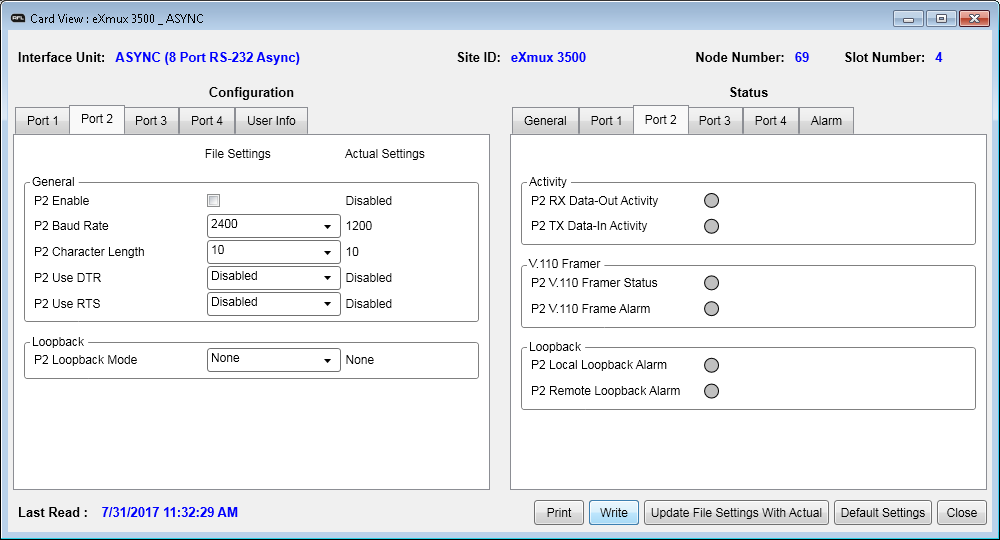 AFL Card View : eXmux 3500 _ ASYNC
Interface Unit: ASYNC (8 Port RS-232 Async) Site ID: eXmux 3500 Node Number: 69 Slot Number: 4
Configuration
Port 1 Port 2 Port 3 Port 4 User Info
File Settings Actual Settings
General
P2 Enable Disabled
P2 Baud Rate 2400 1200
P2 Character Length 10 10
P2 Use DTR Disabled Disabled
P2 Use RTS Disabled Disabled
Loopback
P2 Loopback Mode None None
Status
General Port 1 Port 2 Port 3 Port 4 Alarm
Activity
P2 RX Data-Out Activity
P2 TX Data-In Activity
V.110 Framer
P2 V.110 Framer Status
P2 V.110 Frame Alarm
Loopback
P2 Local Loopback Alarm
P2 Remote Loopback Alarm
Last Read : 7/31/2017 11:32:29 AM
Print Write Update File Settings With Actual Default Settings Close